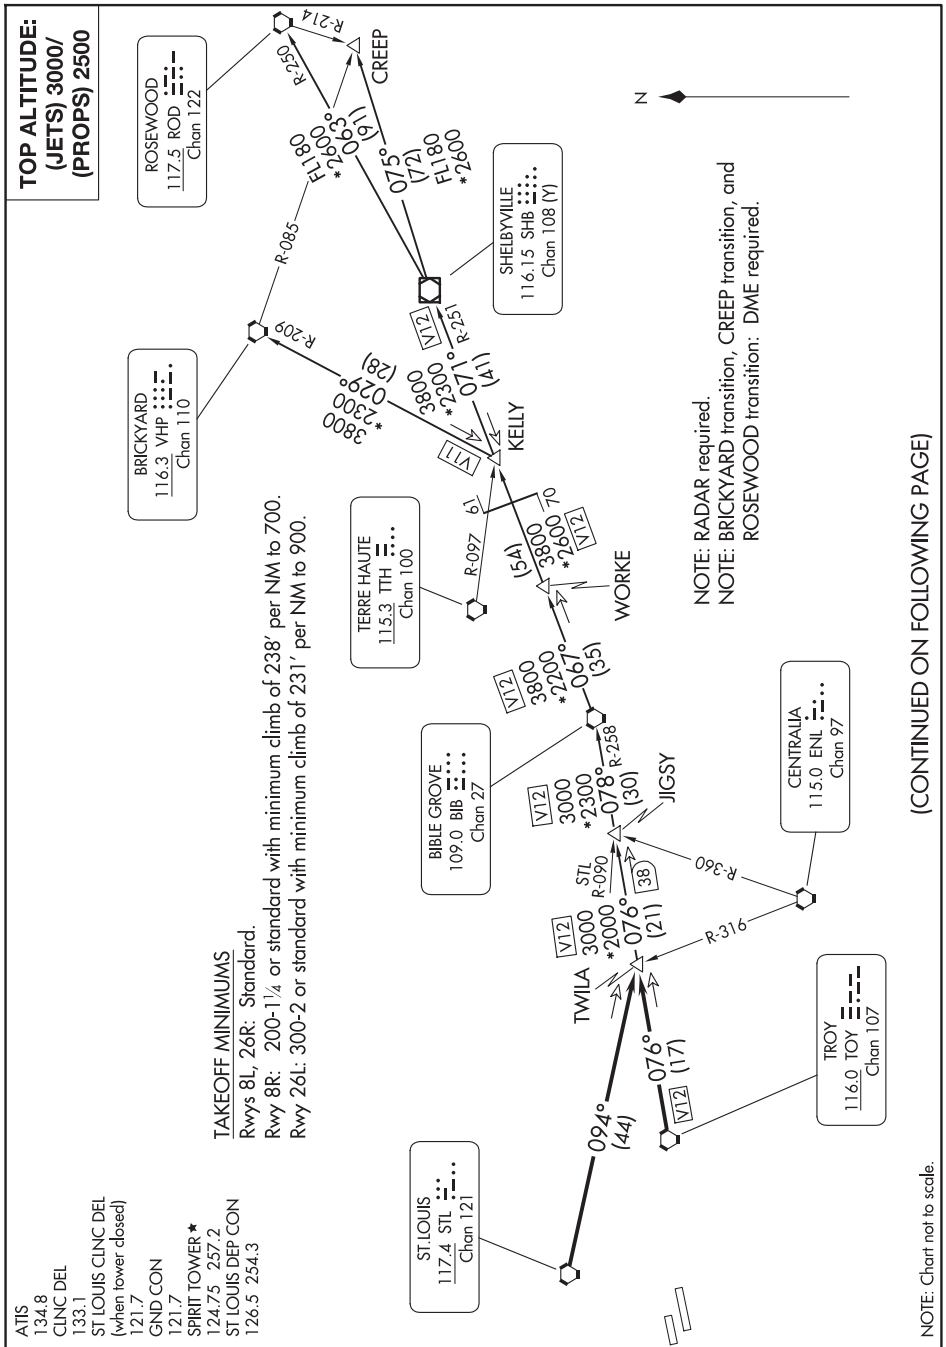 ATIS
134.8
CLNC DEL
133.1
ST LOUIS CLNC DEL
(when tower closed)
121.7
GND CON
121.7
SPIRIT TOWER ★
124.75 257.2
ST LOUIS DEP CON
126.5 254.3
TOP ALTITUDE:
(JETS) 3000/
(PROPS) 2500
TAKEOFF MINIMUMS
Rwys 8L, 26R: Standard.
Rwy 8R: 200-1¼ or standard with minimum climb of 238' per NM to 700.
Rwy 26L: 300-2 or standard with minimum climb of 231' per NM to 900.
ST. LOUIS
117.4 STL
Chan 121
094°
(44)
TROY
116.0 TOY
Chan 107
V12
076°
(17)
TWILA
V12
3000
*2000
076°
(21)
STL
R-090
38
JIGSY
CENTRALIA
115.0 ENL
Chan 97
R-316
R-360
V12
3000
*2300
078°
(30)
R-258
BIBLE GROVE
109.0 BIB
Chan 27
V12
3800
*2200
067°
(35)
WORKE
(54)
3800
*2600
V12
61
70
TERRE HAUTE
115.3 TTH
Chan 100
R-097
KELLY
V11
3800
*2300
029°
(28)
R-209
BRICKYARD
116.3 VHP
Chan 110
R-085
V12
3800
*2300
071°
(41)
R-251
SHELBYVILLE
116.15 SHB
Chan 108 (Y)
FL180
*2600
063°
(91)
R-250
075°
(72)
FL180
*2600
ROSEWOOD
117.5 ROD
Chan 122
R-214
CREEP
N
NOTE: RADAR required.
NOTE: BRICKYARD transition, CREEP transition, and
ROSEWOOD transition: DME required.
NOTE: Chart not to scale.
(CONTINUED ON FOLLOWING PAGE)